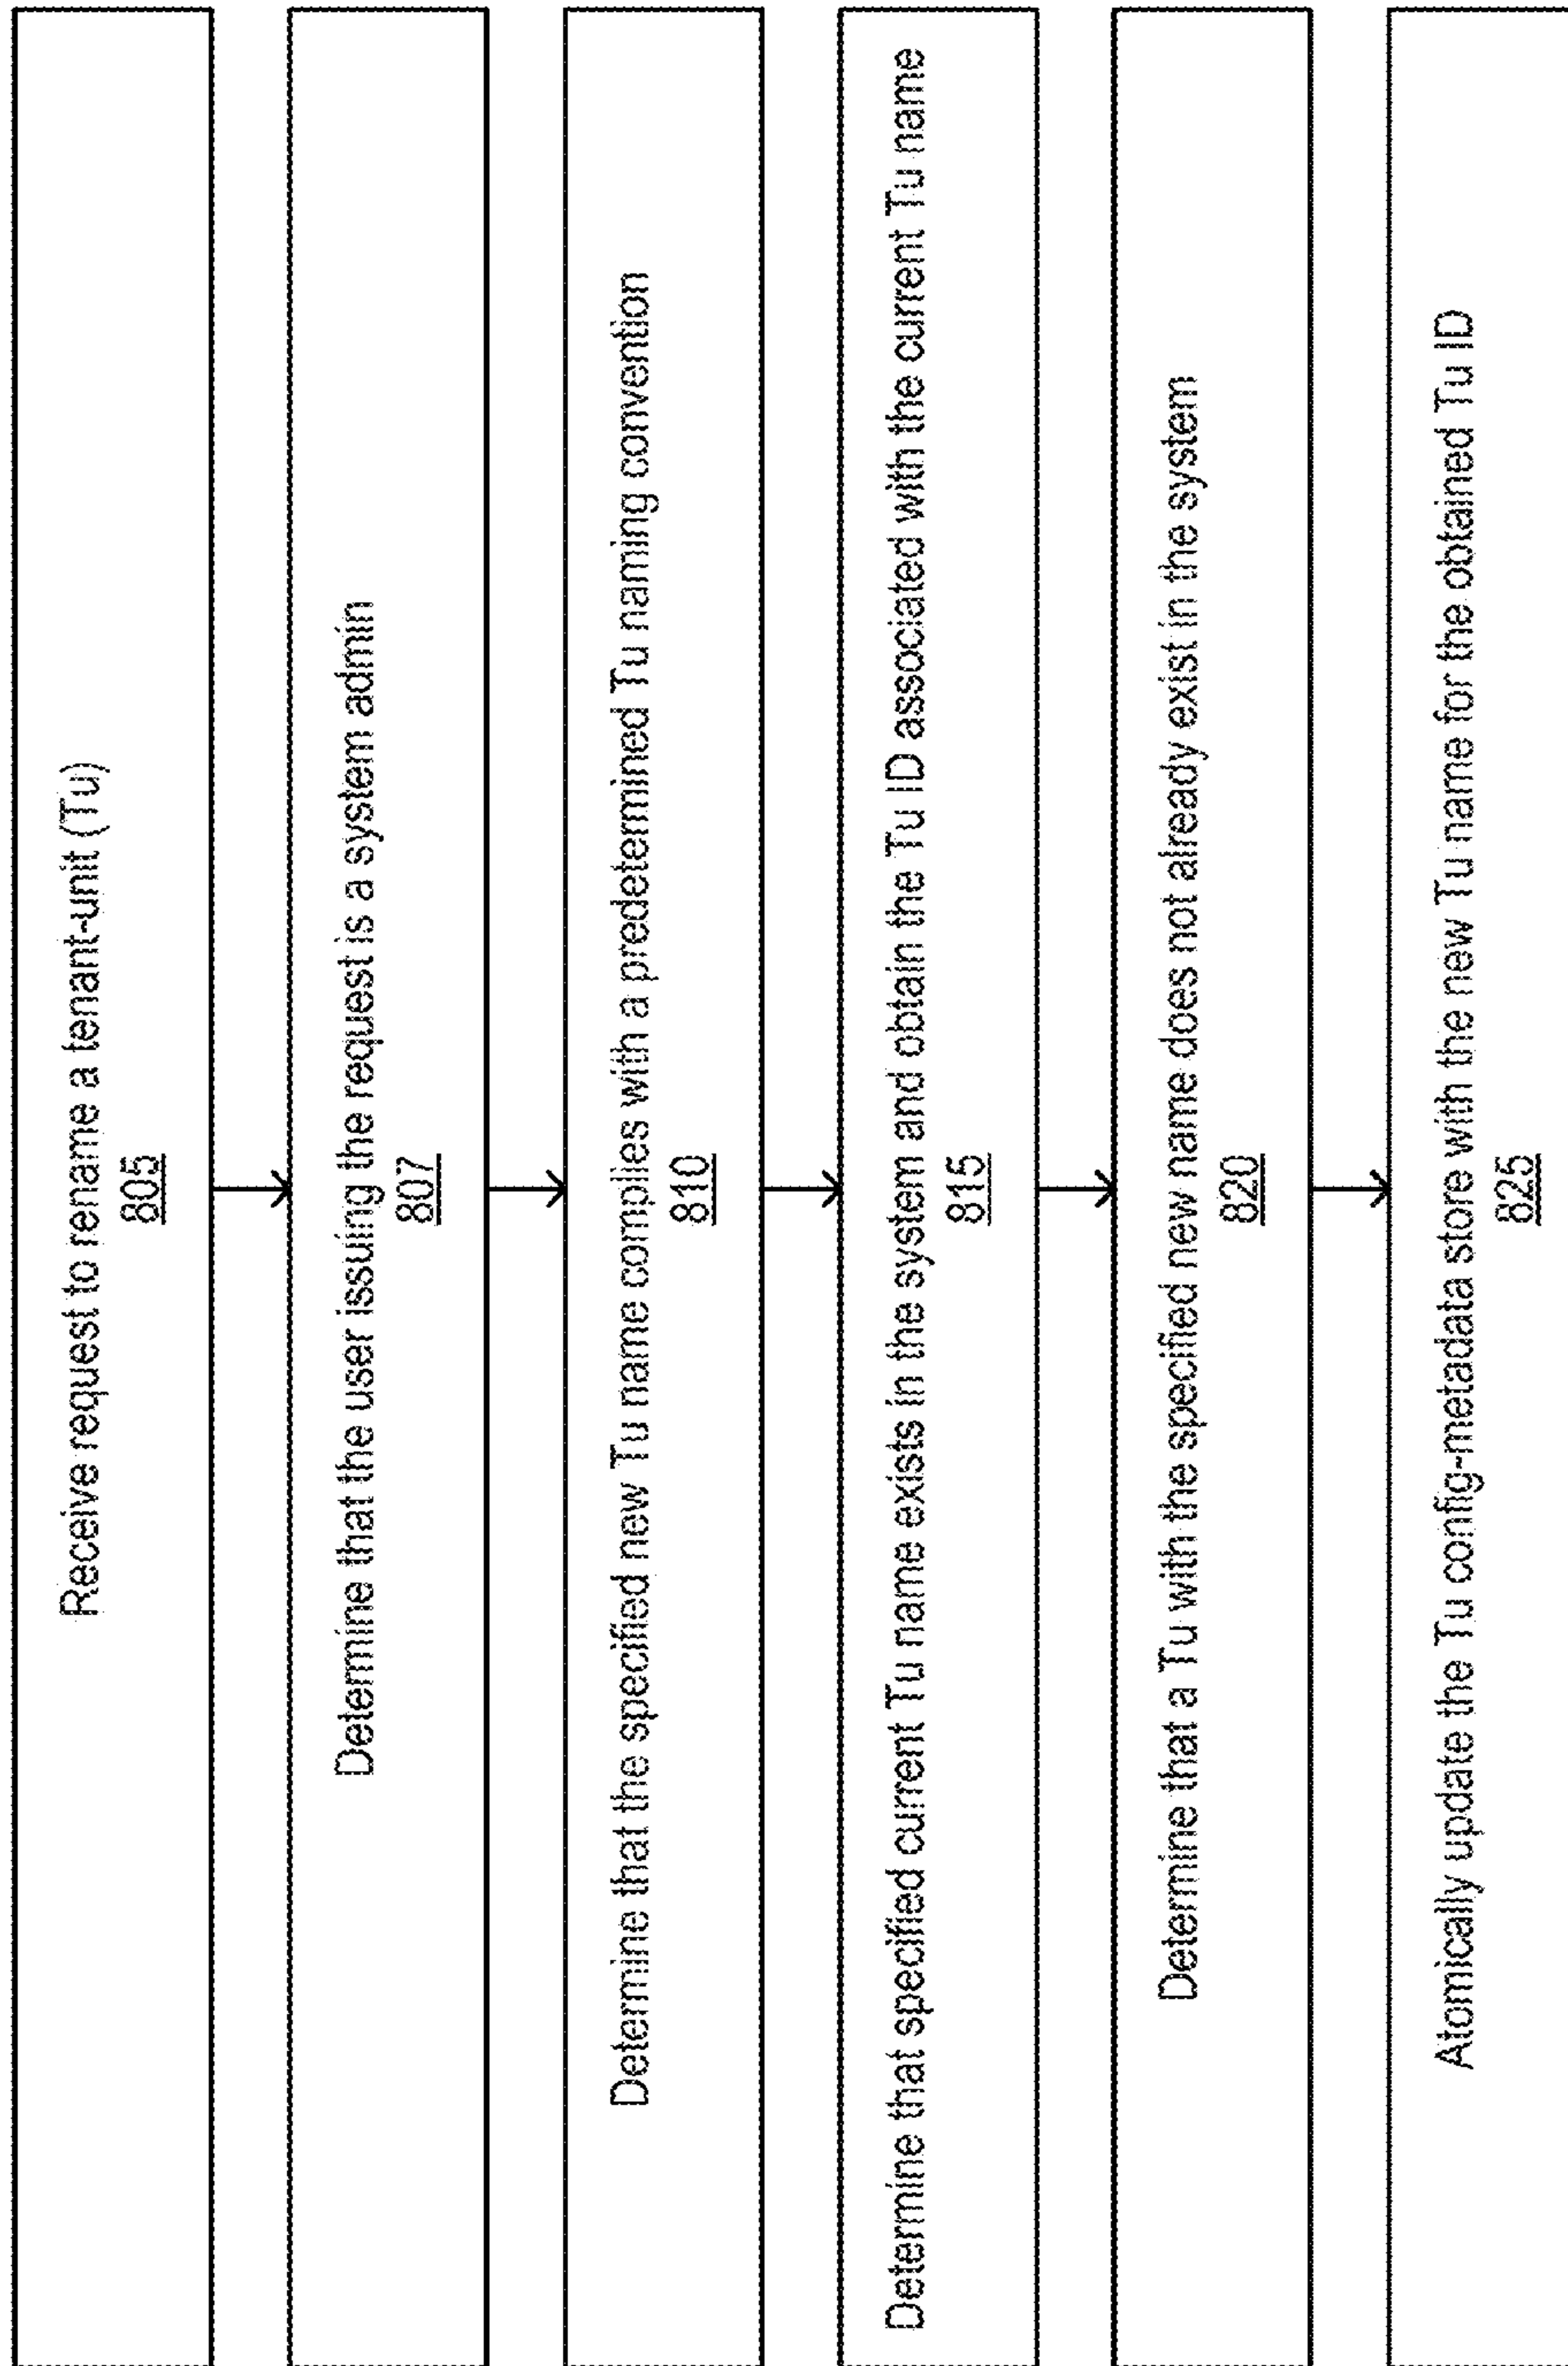 Receive request to rename a tenant-unit (Tu)
805
Determine that the user issuing the request is a system admin
807
Determine that the specified new Tu name complies with a predetermined Tu naming convention
810
Determine that specified current Tu name exists in the system and obtain the Tu ID associated with the current Tu name
815
Determine that a Tu with the specified new name does not already exist in the system
820
Atomically update the Tu config-metadata store with the new Tu name for the obtained Tu ID
825